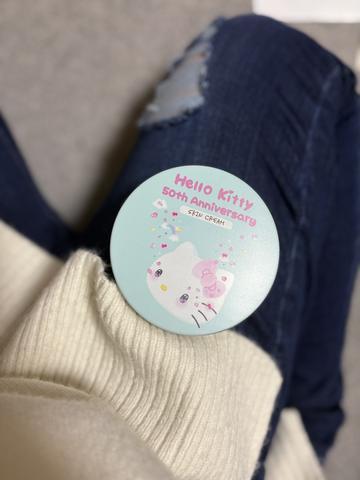 Hello Kitty
50th Anniversary
SKIN CREAM